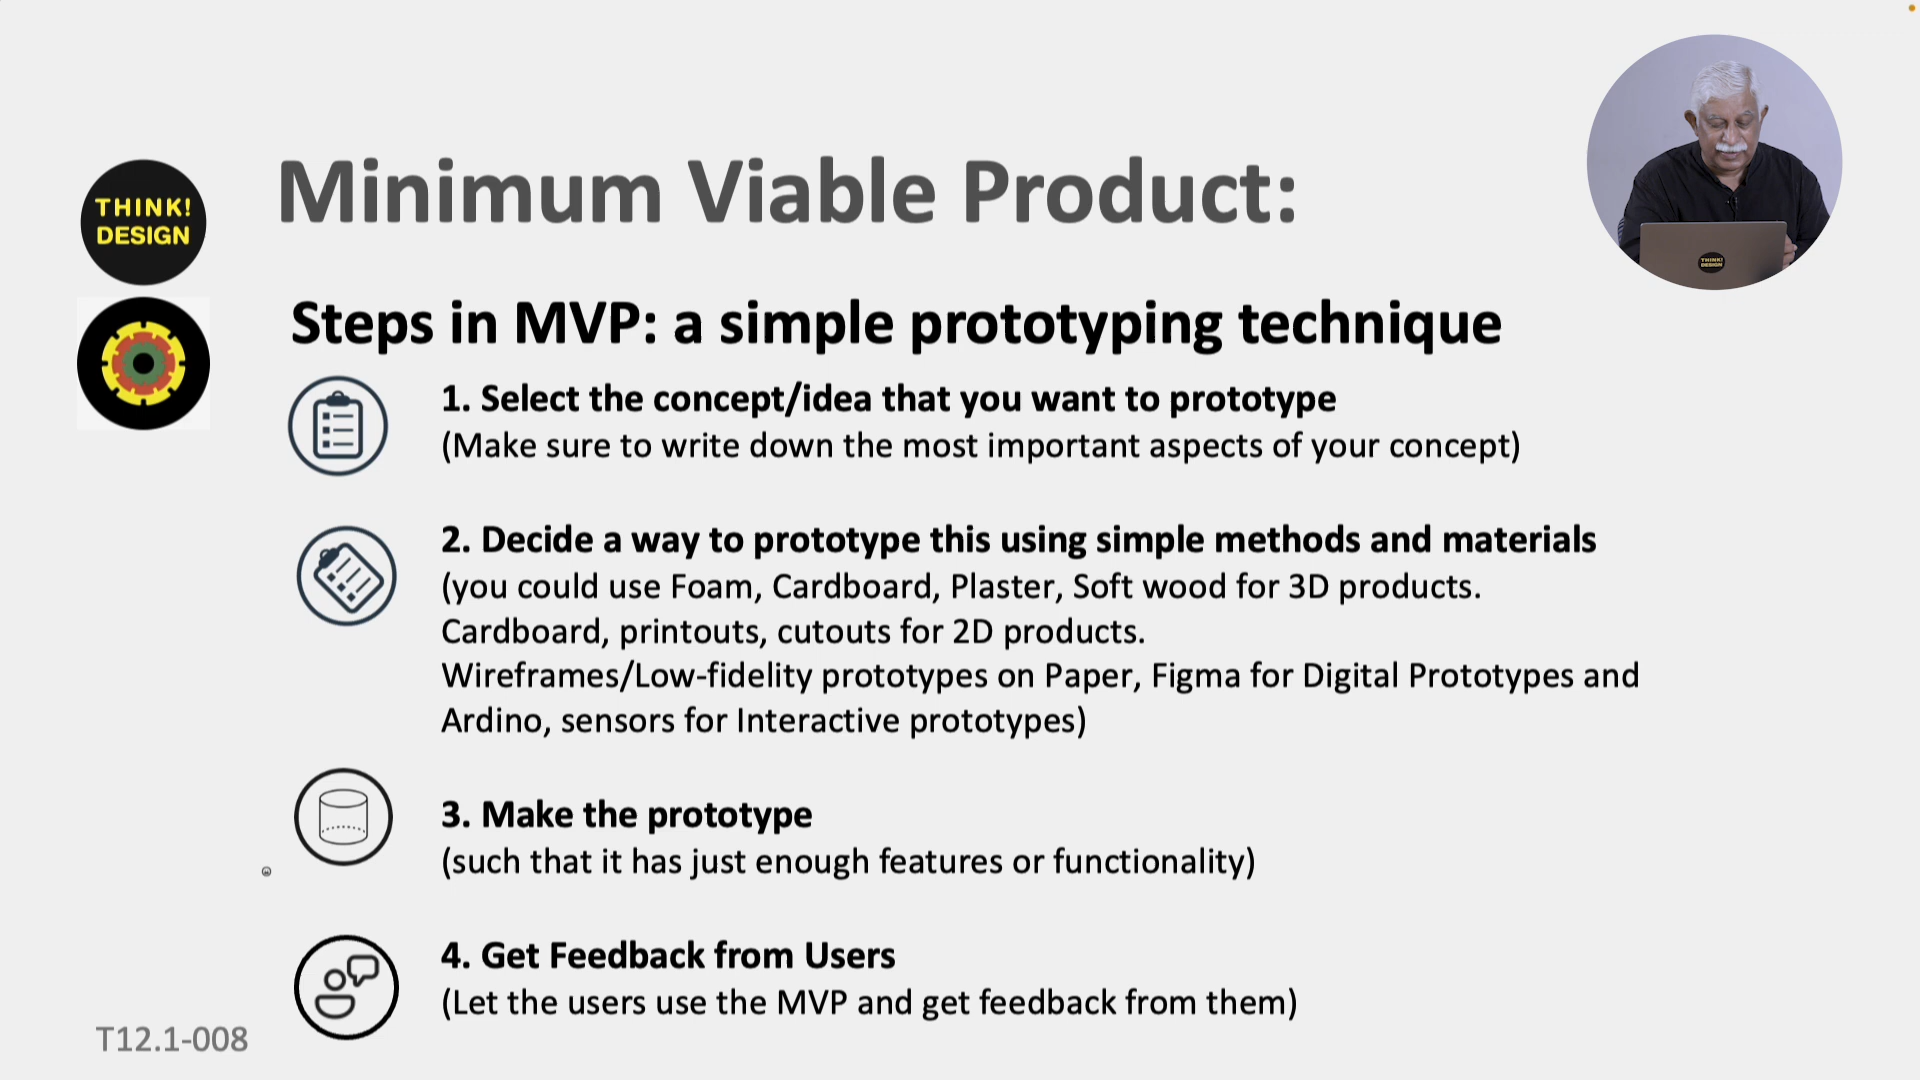 THINK!
DESIGN
Minimum Viable Product:
THINK!
DESIGN
Steps in MVP: a simple prototyping technique
1. Select the concept/idea that you want to prototype
(Make sure to write down the most important aspects of your concept)
2. Decide a way to prototype this using simple methods and materials
(you could use Foam, Cardboard, Plaster, Soft wood for 3D products.
Cardboard, printouts, cutouts for 2D products.
Wireframes/Low-fidelity prototypes on Paper, Figma for Digital Prototypes and
Ardino, sensors for Interactive prototypes)
3. Make the prototype
(such that it has just enough features or functionality)
4. Get Feedback from Users
(Let the users use the MVP and get feedback from them)
T12.1-008